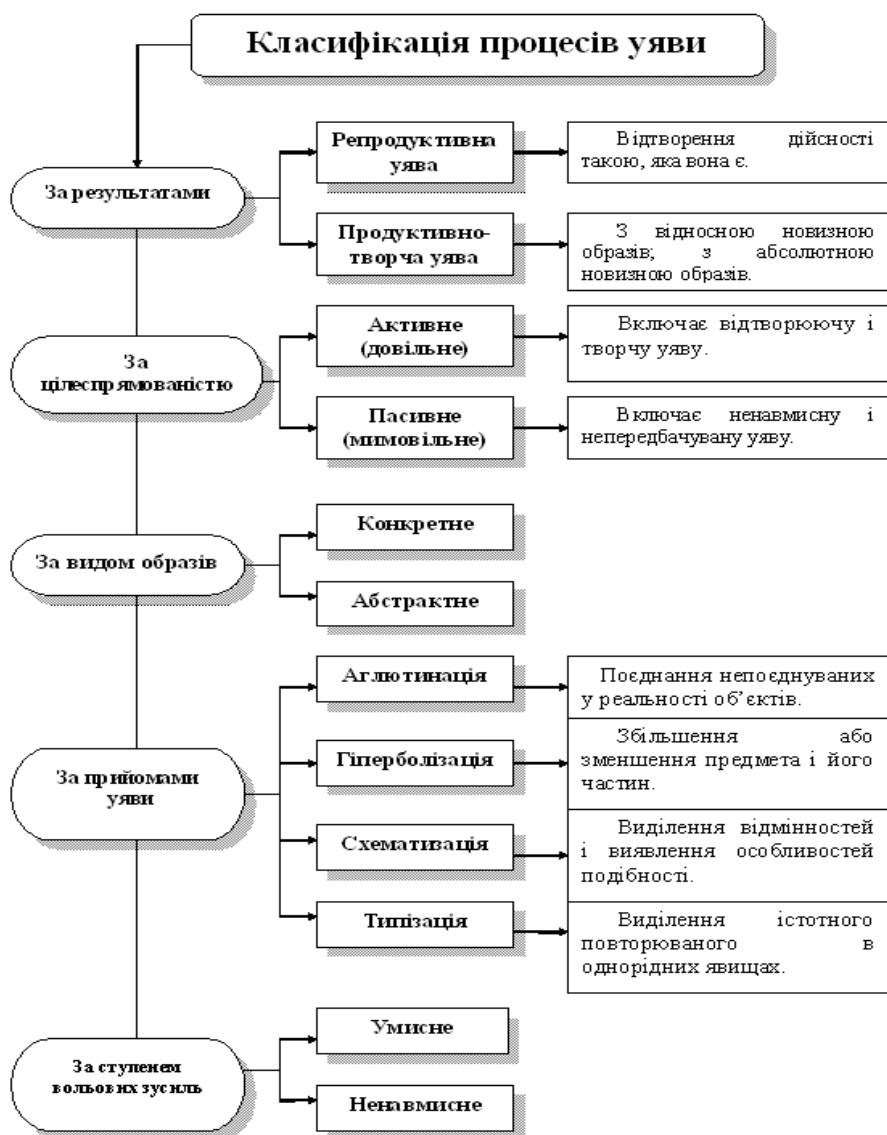 Класифікація процесів уяви
За результатами
Репродуктивна
уява
Відтворення дійсності
такою, яка вона є.
Продуктивно-
творча уява
З відносною новизною
образів; з абсолютною
новизною образів.
За
цілеспрямованістю
Активне
(довільне)
Включає відтворюючу і
творчу уяву.
Пасивне
(мимовільне)
Включає ненавмисну і
непередбачувану уяву.
За видом образів
Конкретне
Абстрактне
За прийомами
уяви
Аглютинація
Поєднання непоєднуваних
у реальності об’єктів.
Гіперболізація
Збільшення або
зменшення предмета і його
частин.
Схематизація
Виділення відмінностей
і виявлення особливостей
подібності.
Типізація
Виділення істотного
повторюваного в
однорідних явищах.
За ступенем
вольових зусиль
Умисне
Ненавмисне